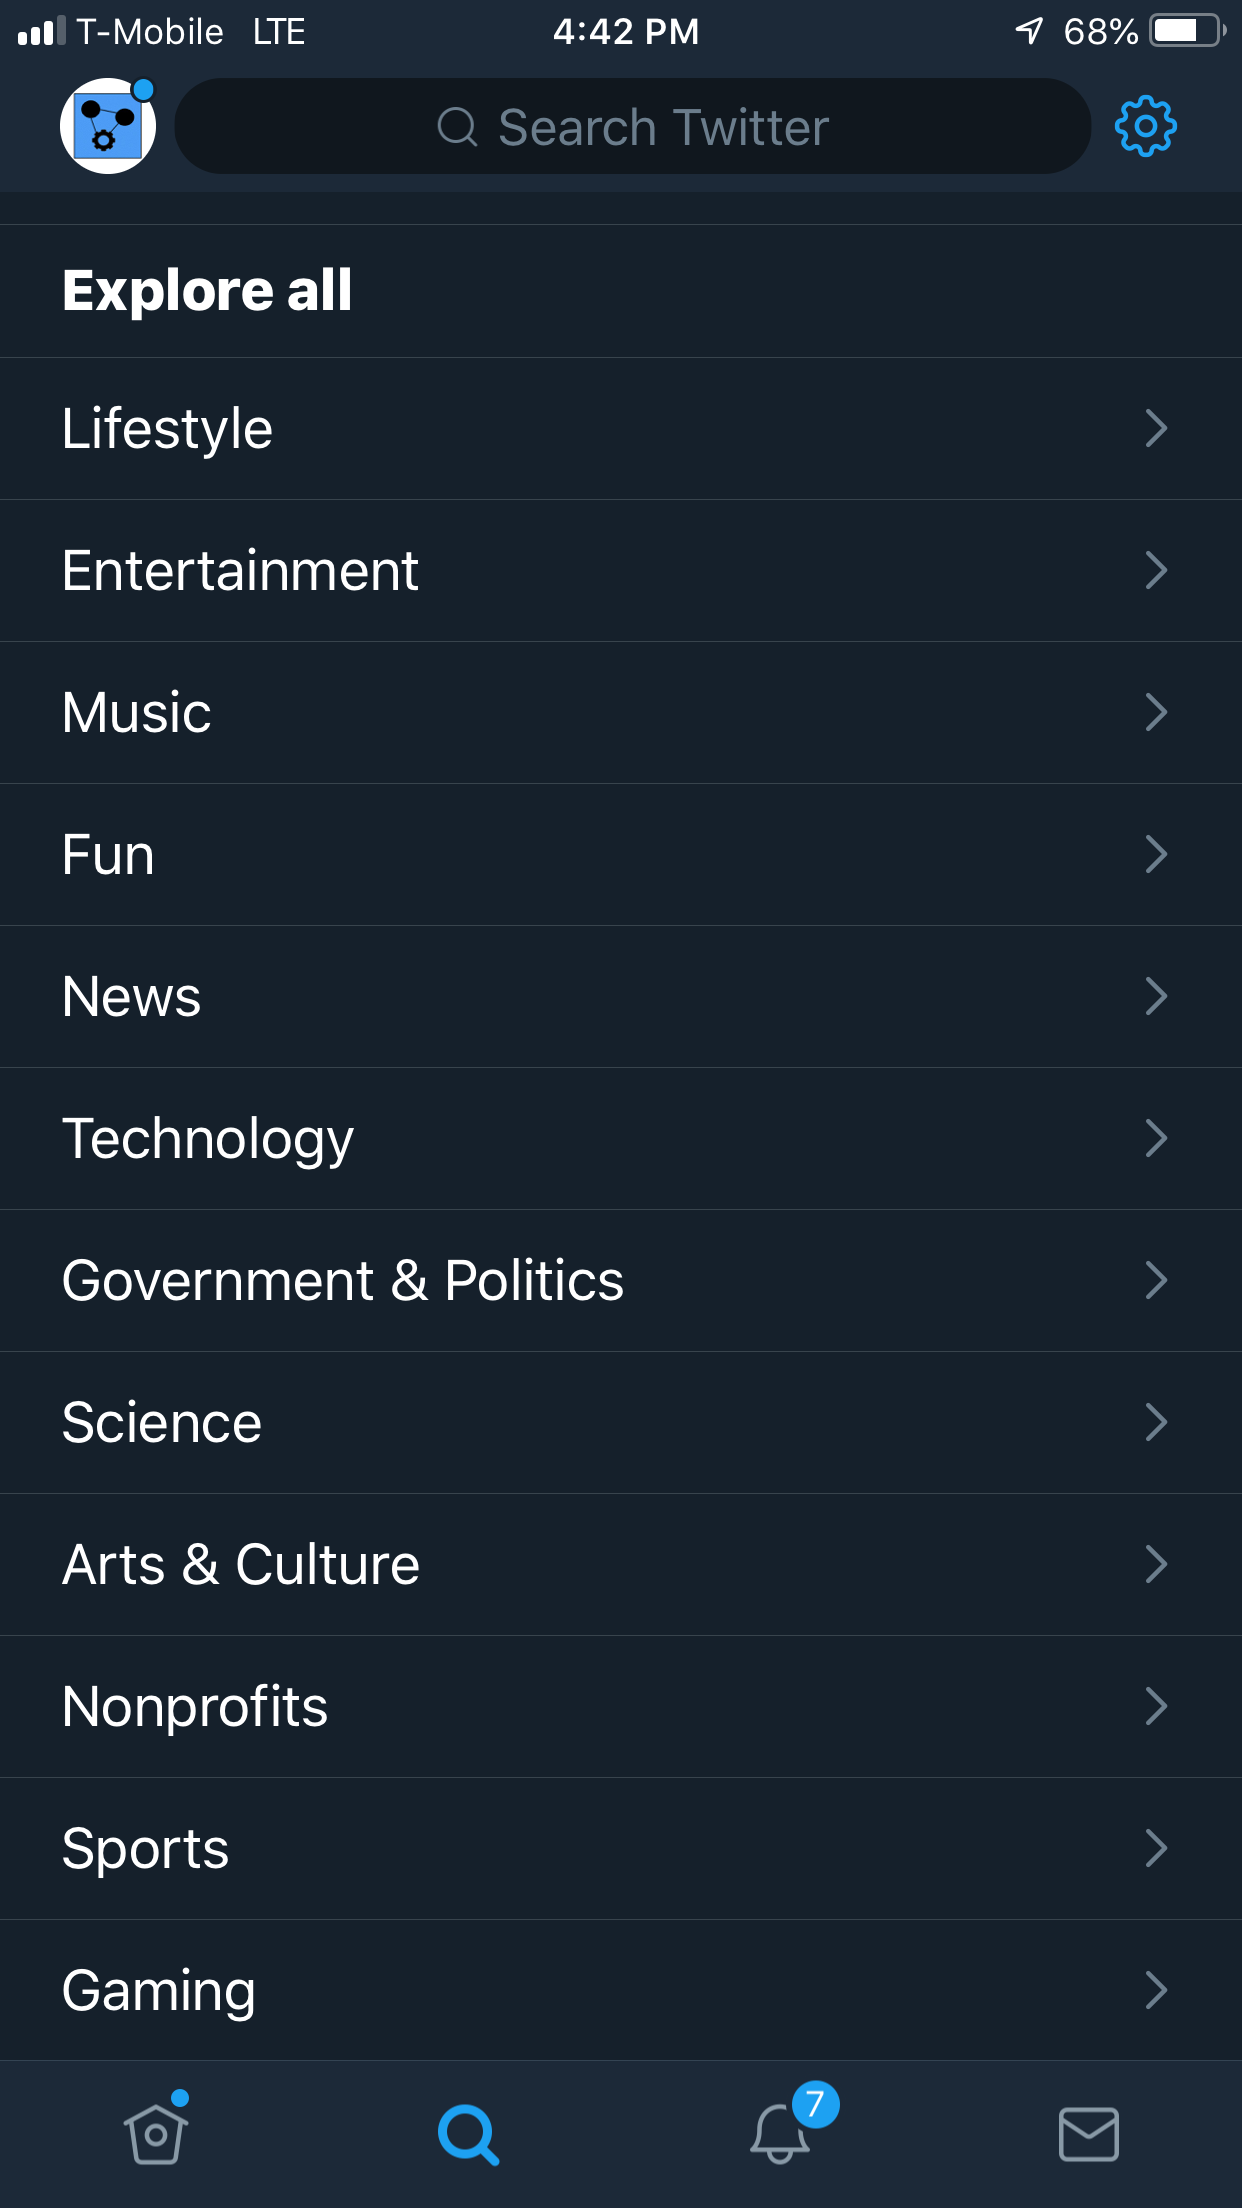 T-Mobile LTE 4:42 PM 68%
Search Twitter
Explore all
Lifestyle
Entertainment
Music
Fun
News
Technology
Government & Politics
Science
Arts & Culture
Nonprofits
Sports
Gaming
7